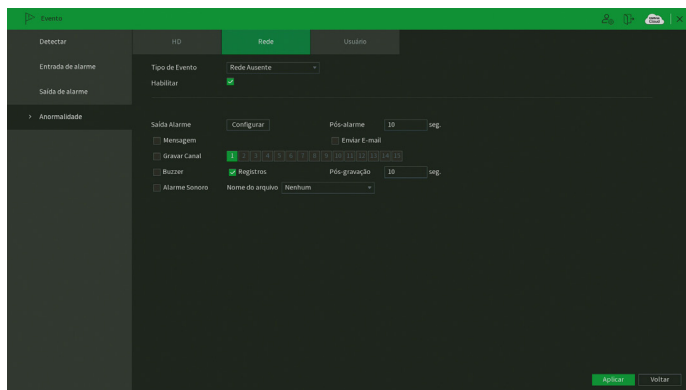 Evento
Detectar
Entrada de alarme
Saída de alarme
> Anormalidade
HD Rede Usuário
Tipo de Evento Rede Ausente
Habilitar
Saída Alarme Configurar Pós-alarme 10 seg.
Mensagem Enviar E-mail
Gravar Canal 1 2 3 4 5 6 7 8 9 10 11 12 13 14 15
Buzzer Registros Pós-gravação 10 seg.
Alarme Sonoro Nome do arquivo Nenhum
Aplicar Voltar